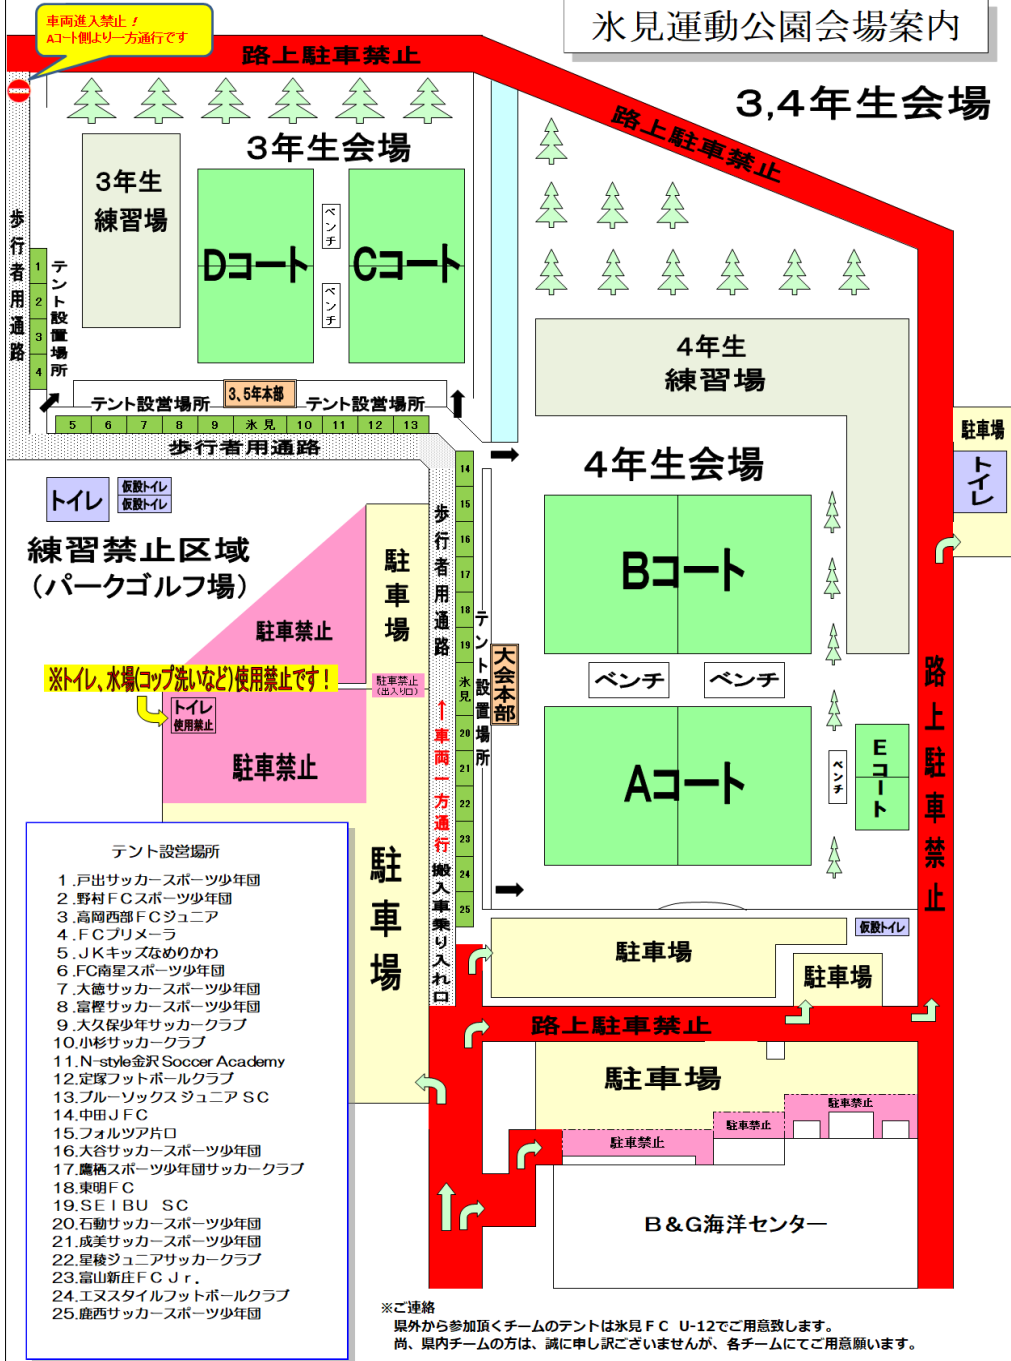 車両進入禁止！
Aコート側より一方通行です
氷見運動公園会場案内
路上駐車禁止
3,4年生会場
路上駐車禁止
3年生会場
3年生
練習場
歩行者用通路
ベンチ
Dコート
Cコート
ベンチ
1
2
3
4
テント設置場所
4年生
練習場
3、5年本部
テント設営場所
テント設営場所
5
6
7
8
9
氷見
10
11
12
13
歩行者用通路
駐車場
トイレ
4年生会場
トイレ
仮設トイレ
仮設トイレ
練習禁止区域
（パークゴルフ場）
駐車場
駐車禁止
歩行者用通路
14
15
16
17
18
19
氷見
20
21
22
23
24
25
テント設置場所
大会本部
Bコート
ベンチ
ベンチ
Aコート
Eコート
ベンチ
路上駐車禁止
※トイレ、水場(コップ洗いなど)使用禁止です！
駐車禁止
（出入り口）
トイレ
使用禁止
駐車禁止
↑車両一方通行
搬入車乗り入れ口
駐車場
駐車場
仮設トイレ
駐車場
路上駐車禁止
駐車場
駐車禁止
駐車禁止
駐車禁止
B＆G海洋センター
テント設営場所
1.戸出サッカースポーツ少年団
2.野村ＦＣスポーツ少年団
3.高岡西部ＦＣジュニア
4.ＦＣプリメーラ
5.ＪＫキッズなめりかわ
6.FC南星スポーツ少年団
7.大徳サッカースポーツ少年団
8.富樫サッカースポーツ少年団
9.大久保少年サッカークラブ
10.小杉サッカークラブ
11.N-style金沢 Soccer Academy
12.定塚フットボールクラブ
13.ブルーソックス ジュニア ＳＣ
14.中田ＪＦＣ
15.フォルツァ片口
16.大谷サッカースポーツ少年団
17.鷹栖スポーツ少年団サッカークラブ
18.東明ＦＣ
19.ＳＥＩＢＵ　ＳＣ
20.石動サッカースポーツ少年団
21.成美サッカースポーツ少年団
22.星稜ジュニアサッカークラブ
23.富山新庄ＦＣＪｒ．
24.エヌスタイルフットボールクラブ
25.鹿西サッカースポーツ少年団
※ご連絡
県外から参加頂くチームのテントは氷見ＦＣ U-12でご用意致します。
尚、県内チームの方は、誠に申し訳ございませんが、各チームにてご用意願います。